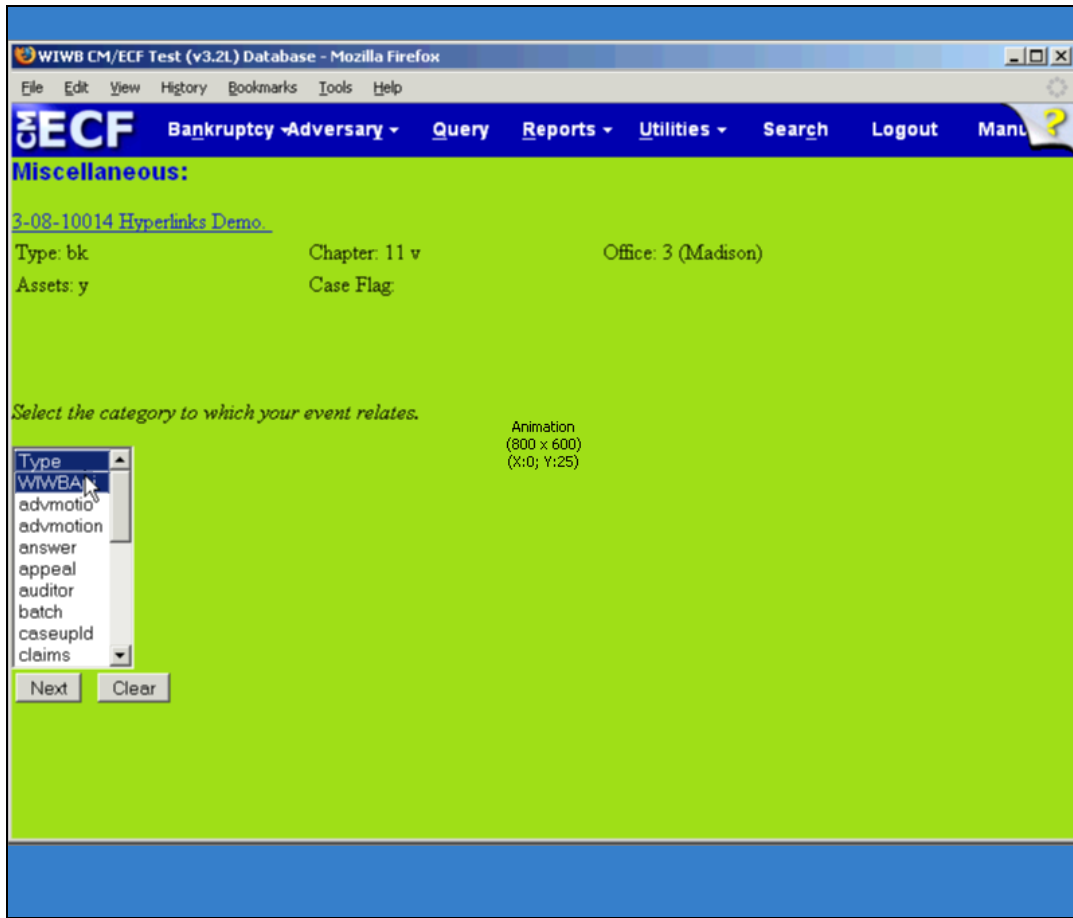 WIWB CM/ECF Test (v3.2L) Database - Mozilla Firefox
File Edit View History Bookmarks Tools Help
CM ECF Bankruptcy Adversary Query Reports Utilities Search Logout ?
Miscellaneous:
3-08-10014 Hyperlinks Demo.
Type: bk Chapter: 11 v Office: 3 (Madison)
Assets: y Case Flag:
Select the category to which your event relates.
Animation
(800 x 600)
(X:0; Y:25)
Type
advmotio
advmotion
answer
appeal
auditor
batch
caseupld
claims
Next Clear